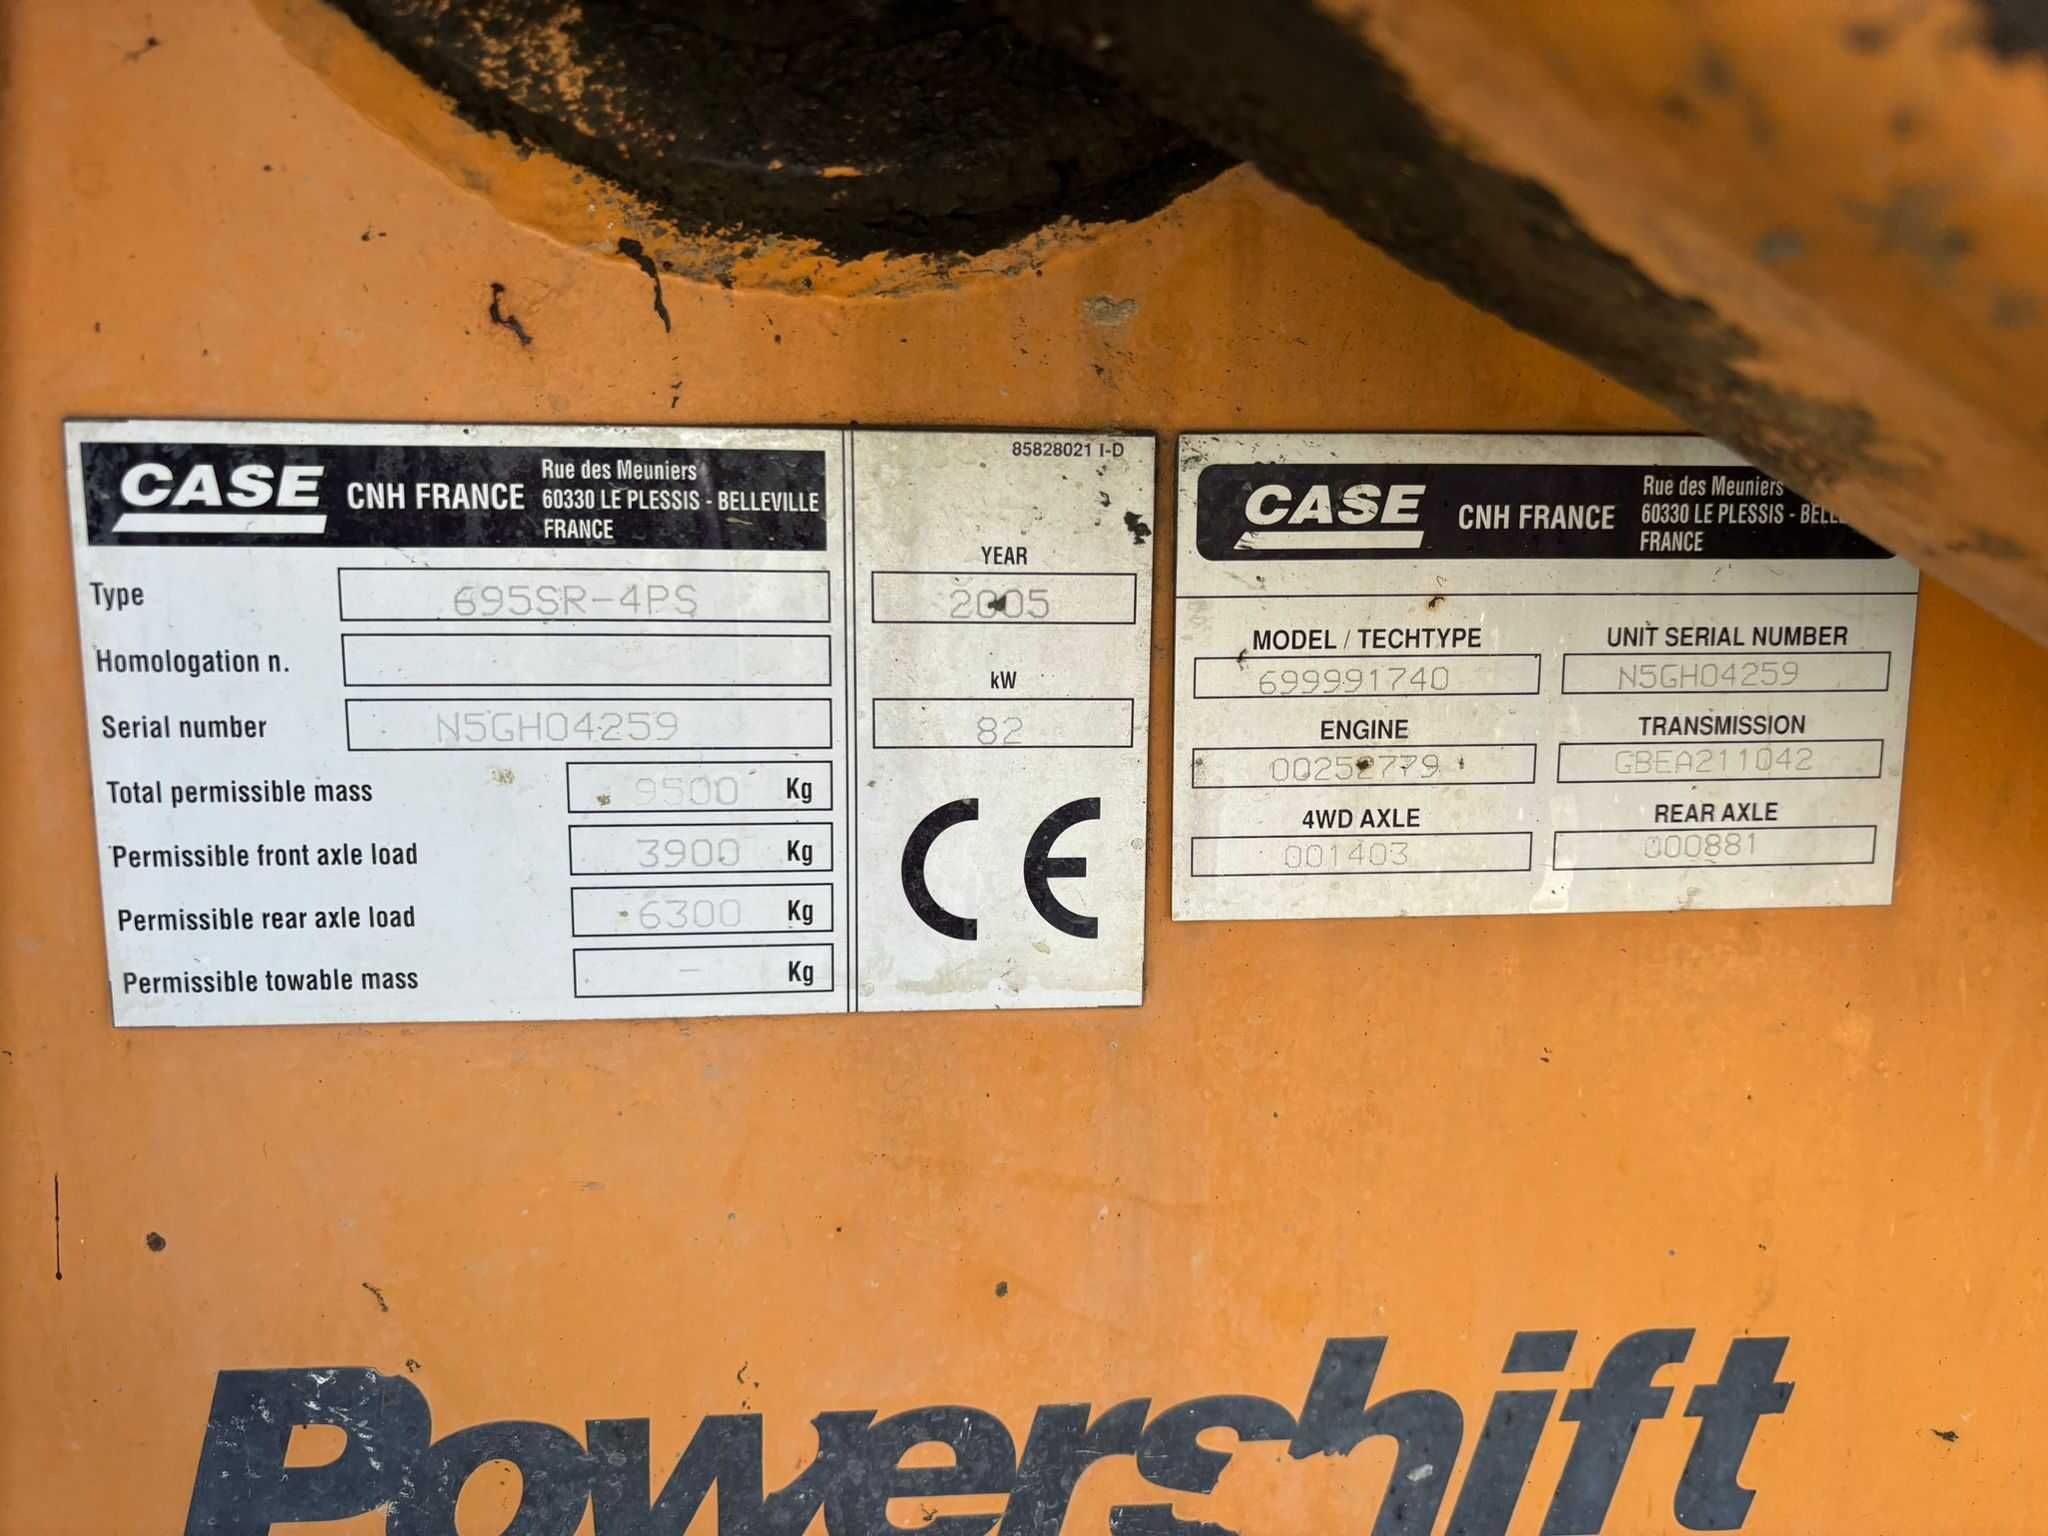 CASE CNH FRANCE Rue des Meuniers
60330 LE PLESSIS - BELLEVILLE
FRANCE
Type 695SR-4PS
Homologation n.
Serial number N5GH04259
Total permissible mass 9500 Kg
Permissible front axle load 3900 Kg
Permissible rear axle load 6300 Kg
Permissible towable mass - Kg
85828021 I-D
YEAR
2005
kW
82
CE
CASE CNH FRANCE Rue des Meuniers
60330 LE PLESSIS -
FRANCE
MODEL / TECHTYPE UNIT SERIAL NUMBER
699991740 N5GH04259
ENGINE TRANSMISSION
00252779 GBEA211042
4WD AXLE REAR AXLE
001403 000881
Powershift